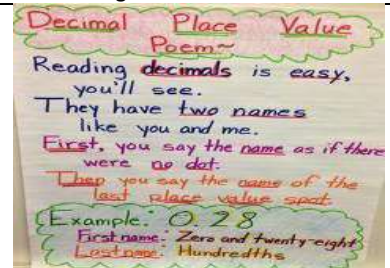 Decimal Place Value
Poem~
Reading decimals is easy,
you'll see.
They have two names
like you and me.
First, you say the name as if there
were no dot.
Then you say the name of the
last place value spot.
Example: 0.28
First name: Zero and twenty-eight
Last name: Hundredths